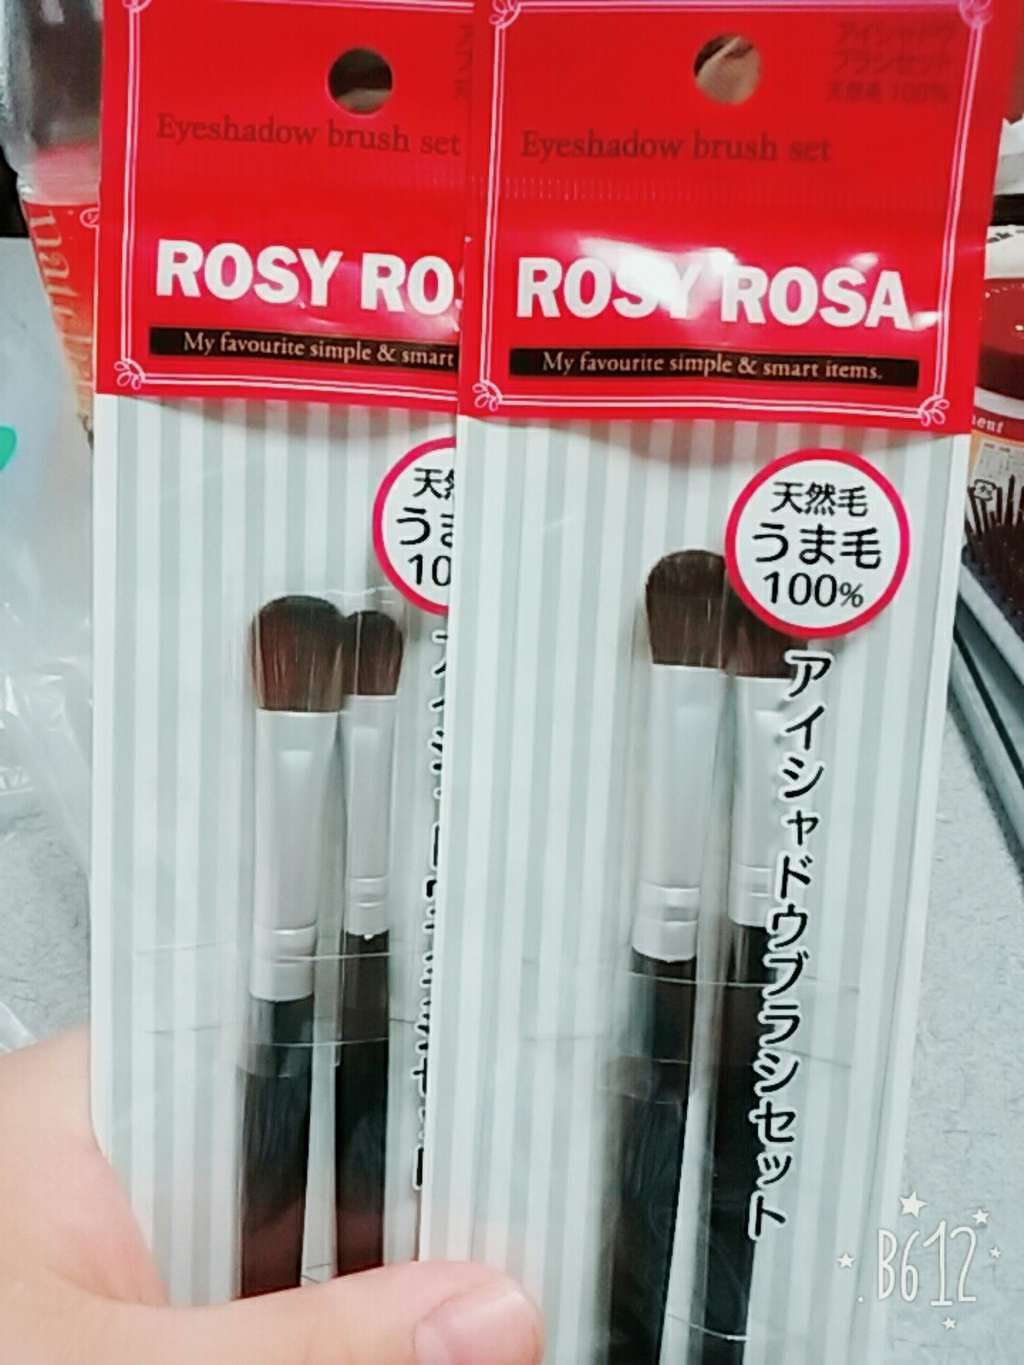 Eyeshadow brush set
ROSY RO
My favourite simple & smart
天然
うま
10
アイシャドウ
ブラシセット
天然毛 100%
Eyeshadow brush set
ROSY ROSA
My favourite simple & smart items.
天然毛
うま毛
100%
アイシャドウブラシセット
B612